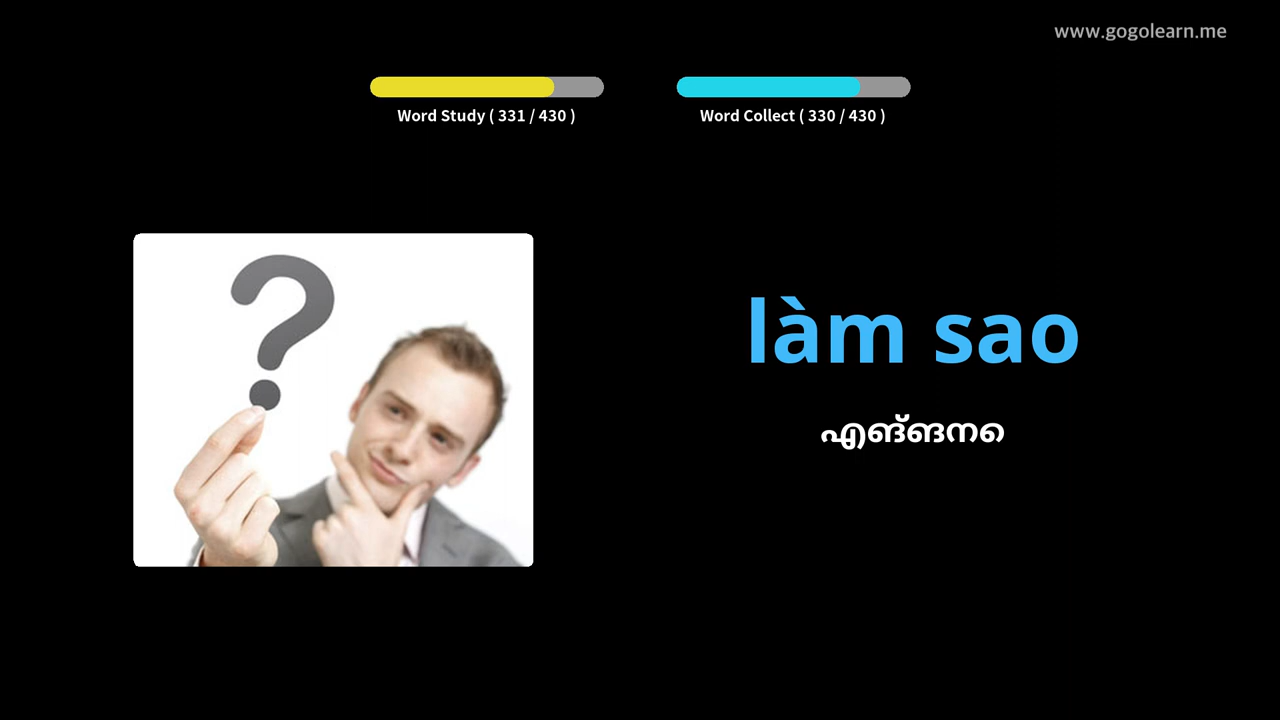 www.gogolearn.me
Word Study ( 331 / 430 )
Word Collect ( 330 / 430 )
làm sao
എങ്ങനെ